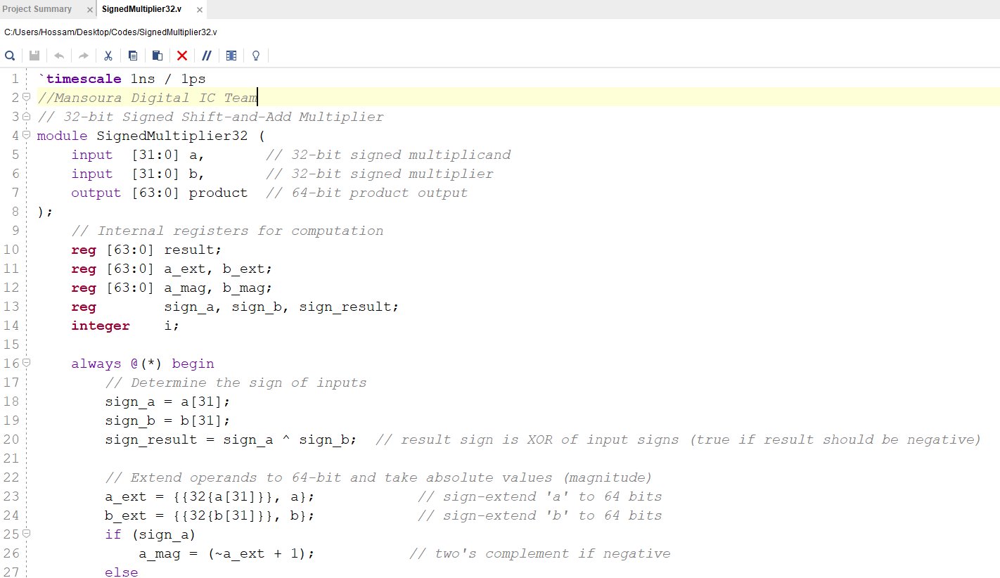 Project Summary × SignedMultiplier32.v ×
C:/Users/Hossam/Desktop/Codes/SignedMultiplier32.v
1 `timescale 1ns / 1ps
2 //Mansoura Digital IC Team
3 // 32-bit Signed Shift-and-Add Multiplier
4 module SignedMultiplier32 (
5     input  [31:0] a,       // 32-bit signed multiplicand
6     input  [31:0] b,       // 32-bit signed multiplier
7     output [63:0] product  // 64-bit product output
8 );
9     // Internal registers for computation
10     reg [63:0] result;
11     reg [63:0] a_ext, b_ext;
12     reg [63:0] a_mag, b_mag;
13     reg        sign_a, sign_b, sign_result;
14     integer    i;
15
16     always @(*) begin
17         // Determine the sign of inputs
18         sign_a = a[31];
19         sign_b = b[31];
20         sign_result = sign_a ^ sign_b;  // result sign is XOR of input signs (true if result should be negative)
21
22         // Extend operands to 64-bit and take absolute values (magnitude)
23         a_ext = {{32{a[31]}}, a};            // sign-extend 'a' to 64 bits
24         b_ext = {{32{b[31]}}, b};            // sign-extend 'b' to 64 bits
25         if (sign_a)
26             a_mag = (~a_ext + 1);           // two's complement if negative
27         else